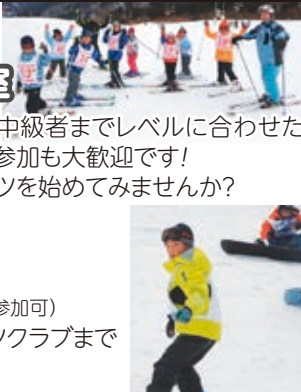 室
中級者までレベルに合わせた
参加も大歓迎です!
ツを始めてみませんか?
参加可)
ツクラブまで